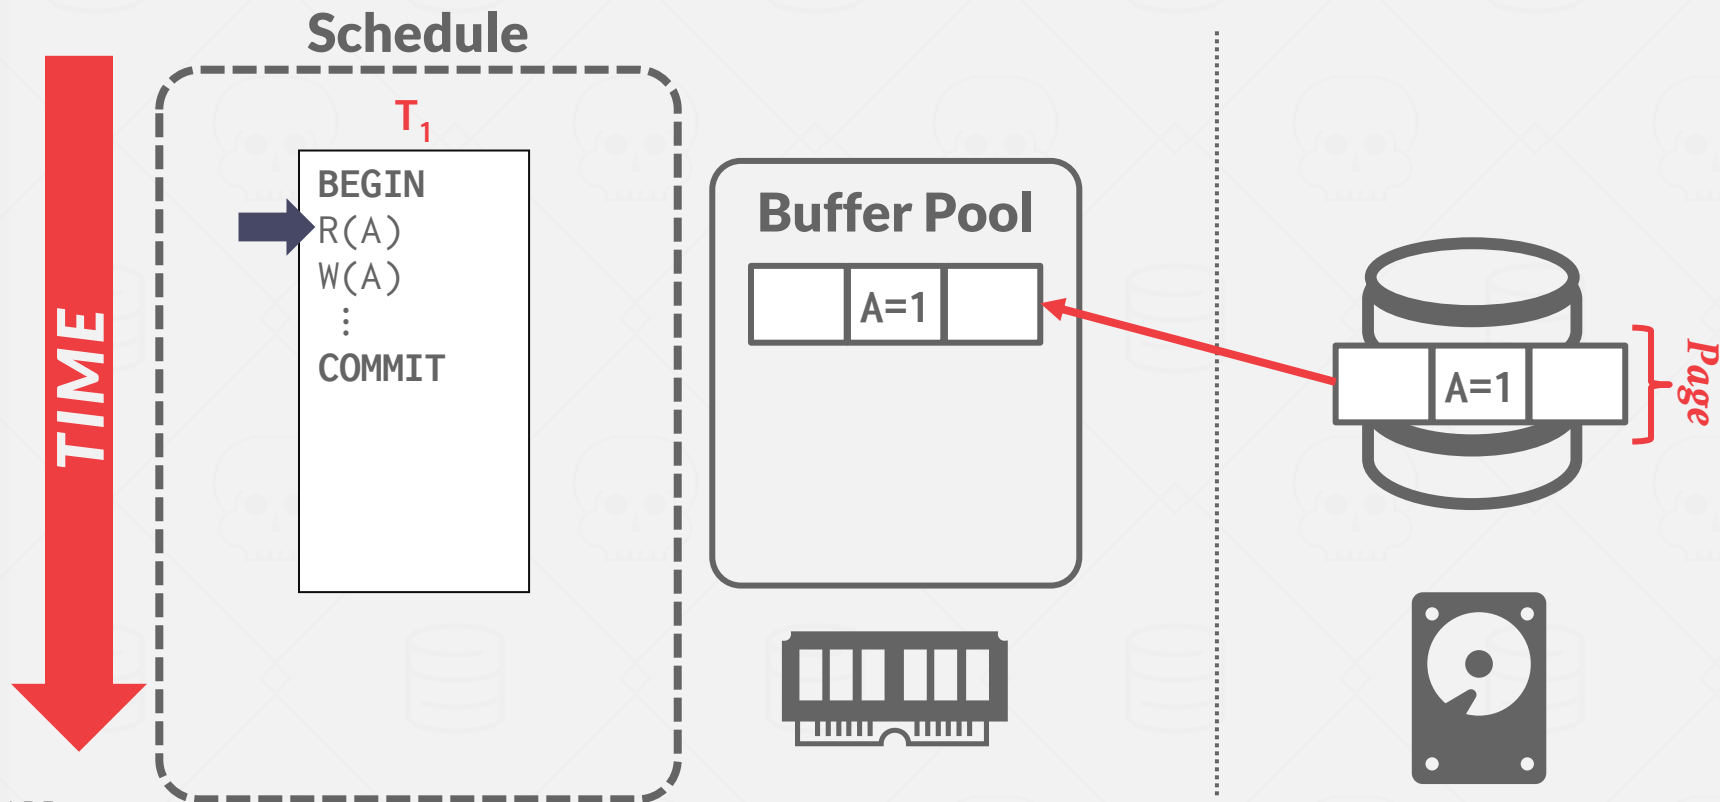 Schedule
TIME
T1
BEGIN
R(A)
W(A)
⋮
COMMIT
Buffer Pool
A=1
A=1
Page